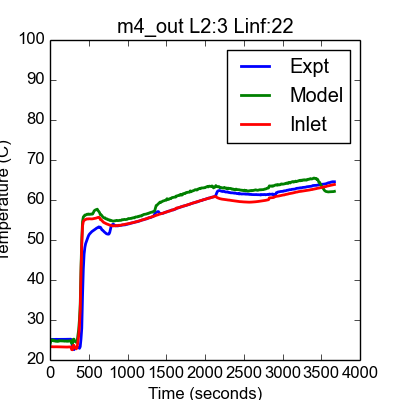 m4_out L2:3 Linf:22
100
90
80
70
60
50
40
30
20
Temperature (C)
Expt
Model
Inlet
0 500 1000 1500 2000 2500 3000 3500 4000
Time (seconds)